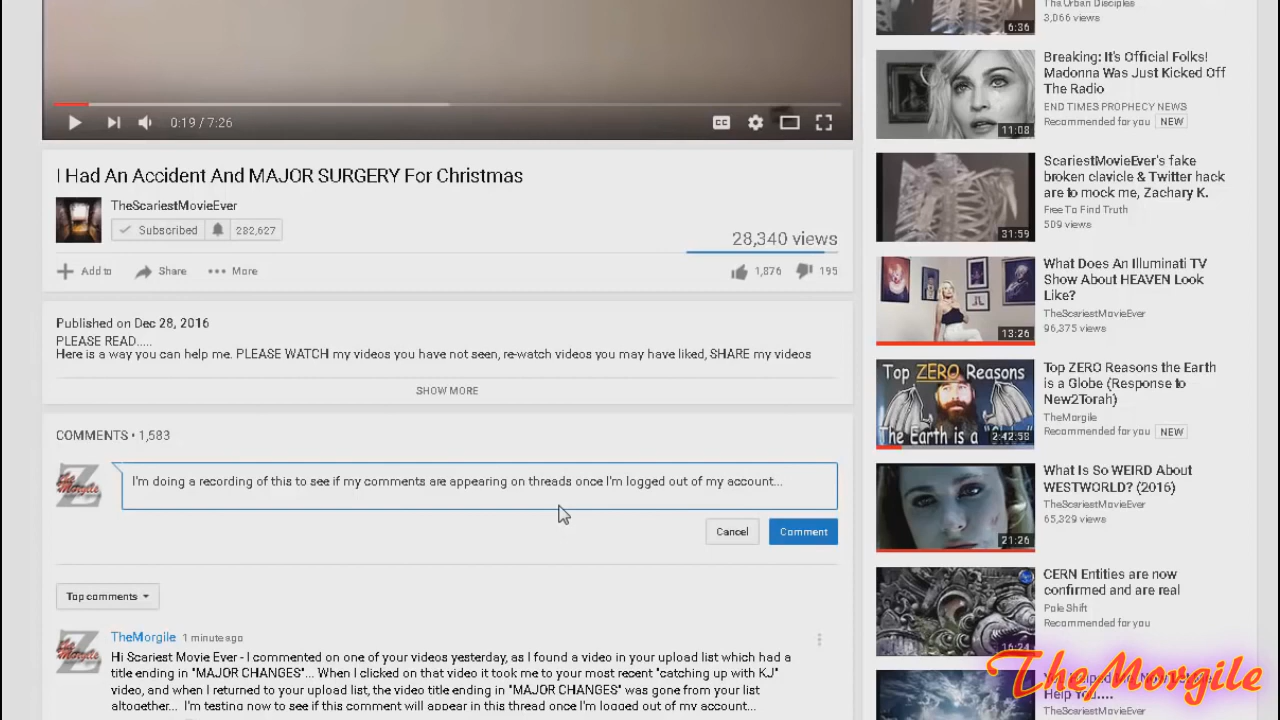 0:19 / 7:26
CC
I Had An Accident And MAJOR SURGERY For Christmas
TheScariestMovieEver
Subscribed 282,627
28,340 views
Add to Share More
1,876 195
Published on Dec 28, 2016
PLEASE READ.....
Here is a way you can help me. PLEASE WATCH my videos you have not seen, re-watch videos you may have liked, SHARE my videos
SHOW MORE
COMMENTS • 1,583
I'm doing a recording of this to see if my comments are appearing on threads once I'm logged out of my account...
Cancel Comment
Top comments
TheMorgile 1 minute ago
Hi Scariest Movie Ever - I commented on one of your videos yesterday, as I found a video in your upload list which had a
title ending in "MAJOR CHANGES"... When I clicked on that video it took me to your most recent "catching up with KJ"
video, and when I returned to your upload list, the video title ending in "MAJOR CHANGES" was gone from your list
altogether... I'm testing now to see if this comment will appear in this thread once I'm logged out of my account...
The Urban Disciples
3,066 views
6:36
Breaking: It's Official Folks!
Madonna Was Just Kicked Off
The Radio
END TIMES PROPHECY NEWS
Recommended for you NEW
11:08
ScariestMovieEver's fake
broken clavicle & Twitter hack
are to mock me, Zachary K.
Free To Find Truth
509 views
31:59
What Does An Illuminati TV
Show About HEAVEN Look
Like?
TheScariestMovieEver
96,375 views
13:26
Top ZERO Reasons
The Earth is a "Globe"
2:42:58
Top ZERO Reasons the Earth
is a Globe (Response to
New2Torah)
TheMorgile
Recommended for you NEW
What Is So WEIRD About
WESTWORLD? (2016)
TheScariestMovieEver
65,329 views
21:26
CERN Entities are now
confirmed and are real
Pole Shift
Recommended for you
16:24
TheMorgile
Help You....
TheScariestMovieEver